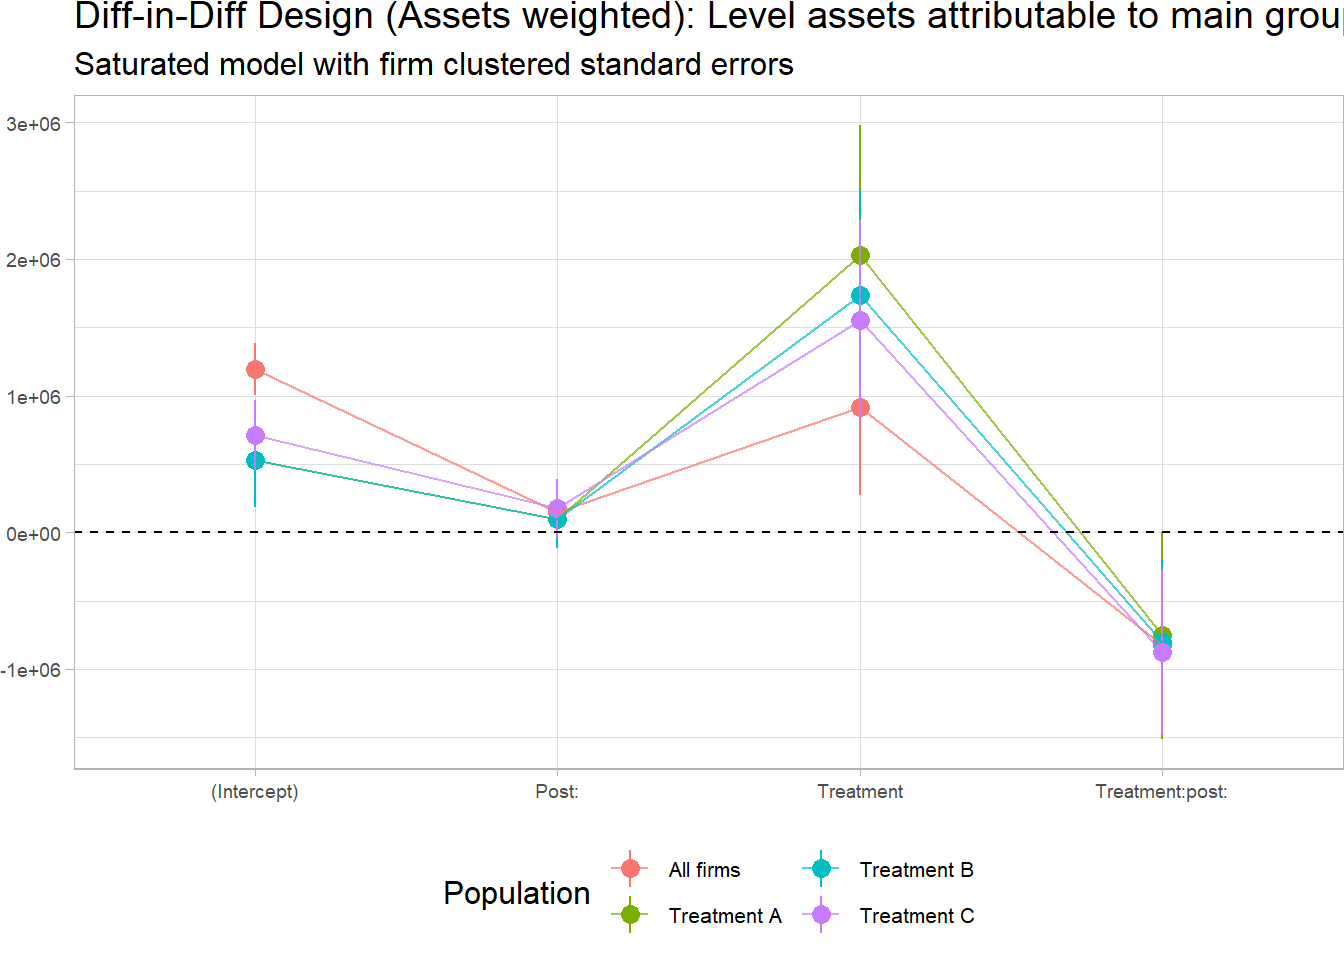 Diff-in-Diff Design (Assets weighted): Level assets attributable to main grou
Saturated model with firm clustered standard errors
3e+06
2e+06
1e+06
0e+00
-1e+06
(Intercept) Post: Treatment Treatment:post:
Population
All firms Treatment B
Treatment A Treatment C